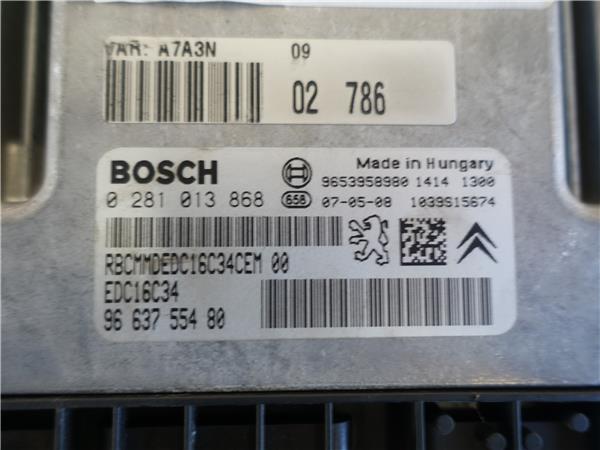 VAR: A7A3N 09
02 786
BOSCH
Made in Hungary
9653958980 1414 1300
0 281 013 868 658 07-05-08 1039S15674
RBCMMDEDC16C34CEM 00
EDC16C34
96 637 554 80